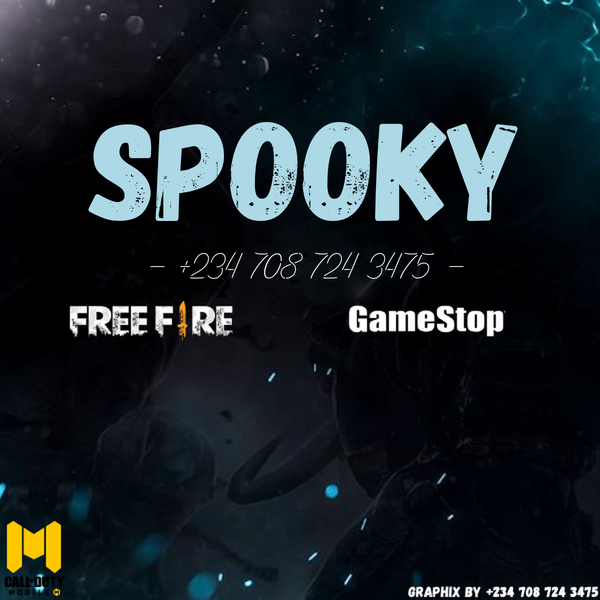 SPOOKY
- +234 708 724 3475 -
FREE FIRE
GameStop
CALL OF DUTY
MOBILE
GRAPHIX BY +234 708 724 3475